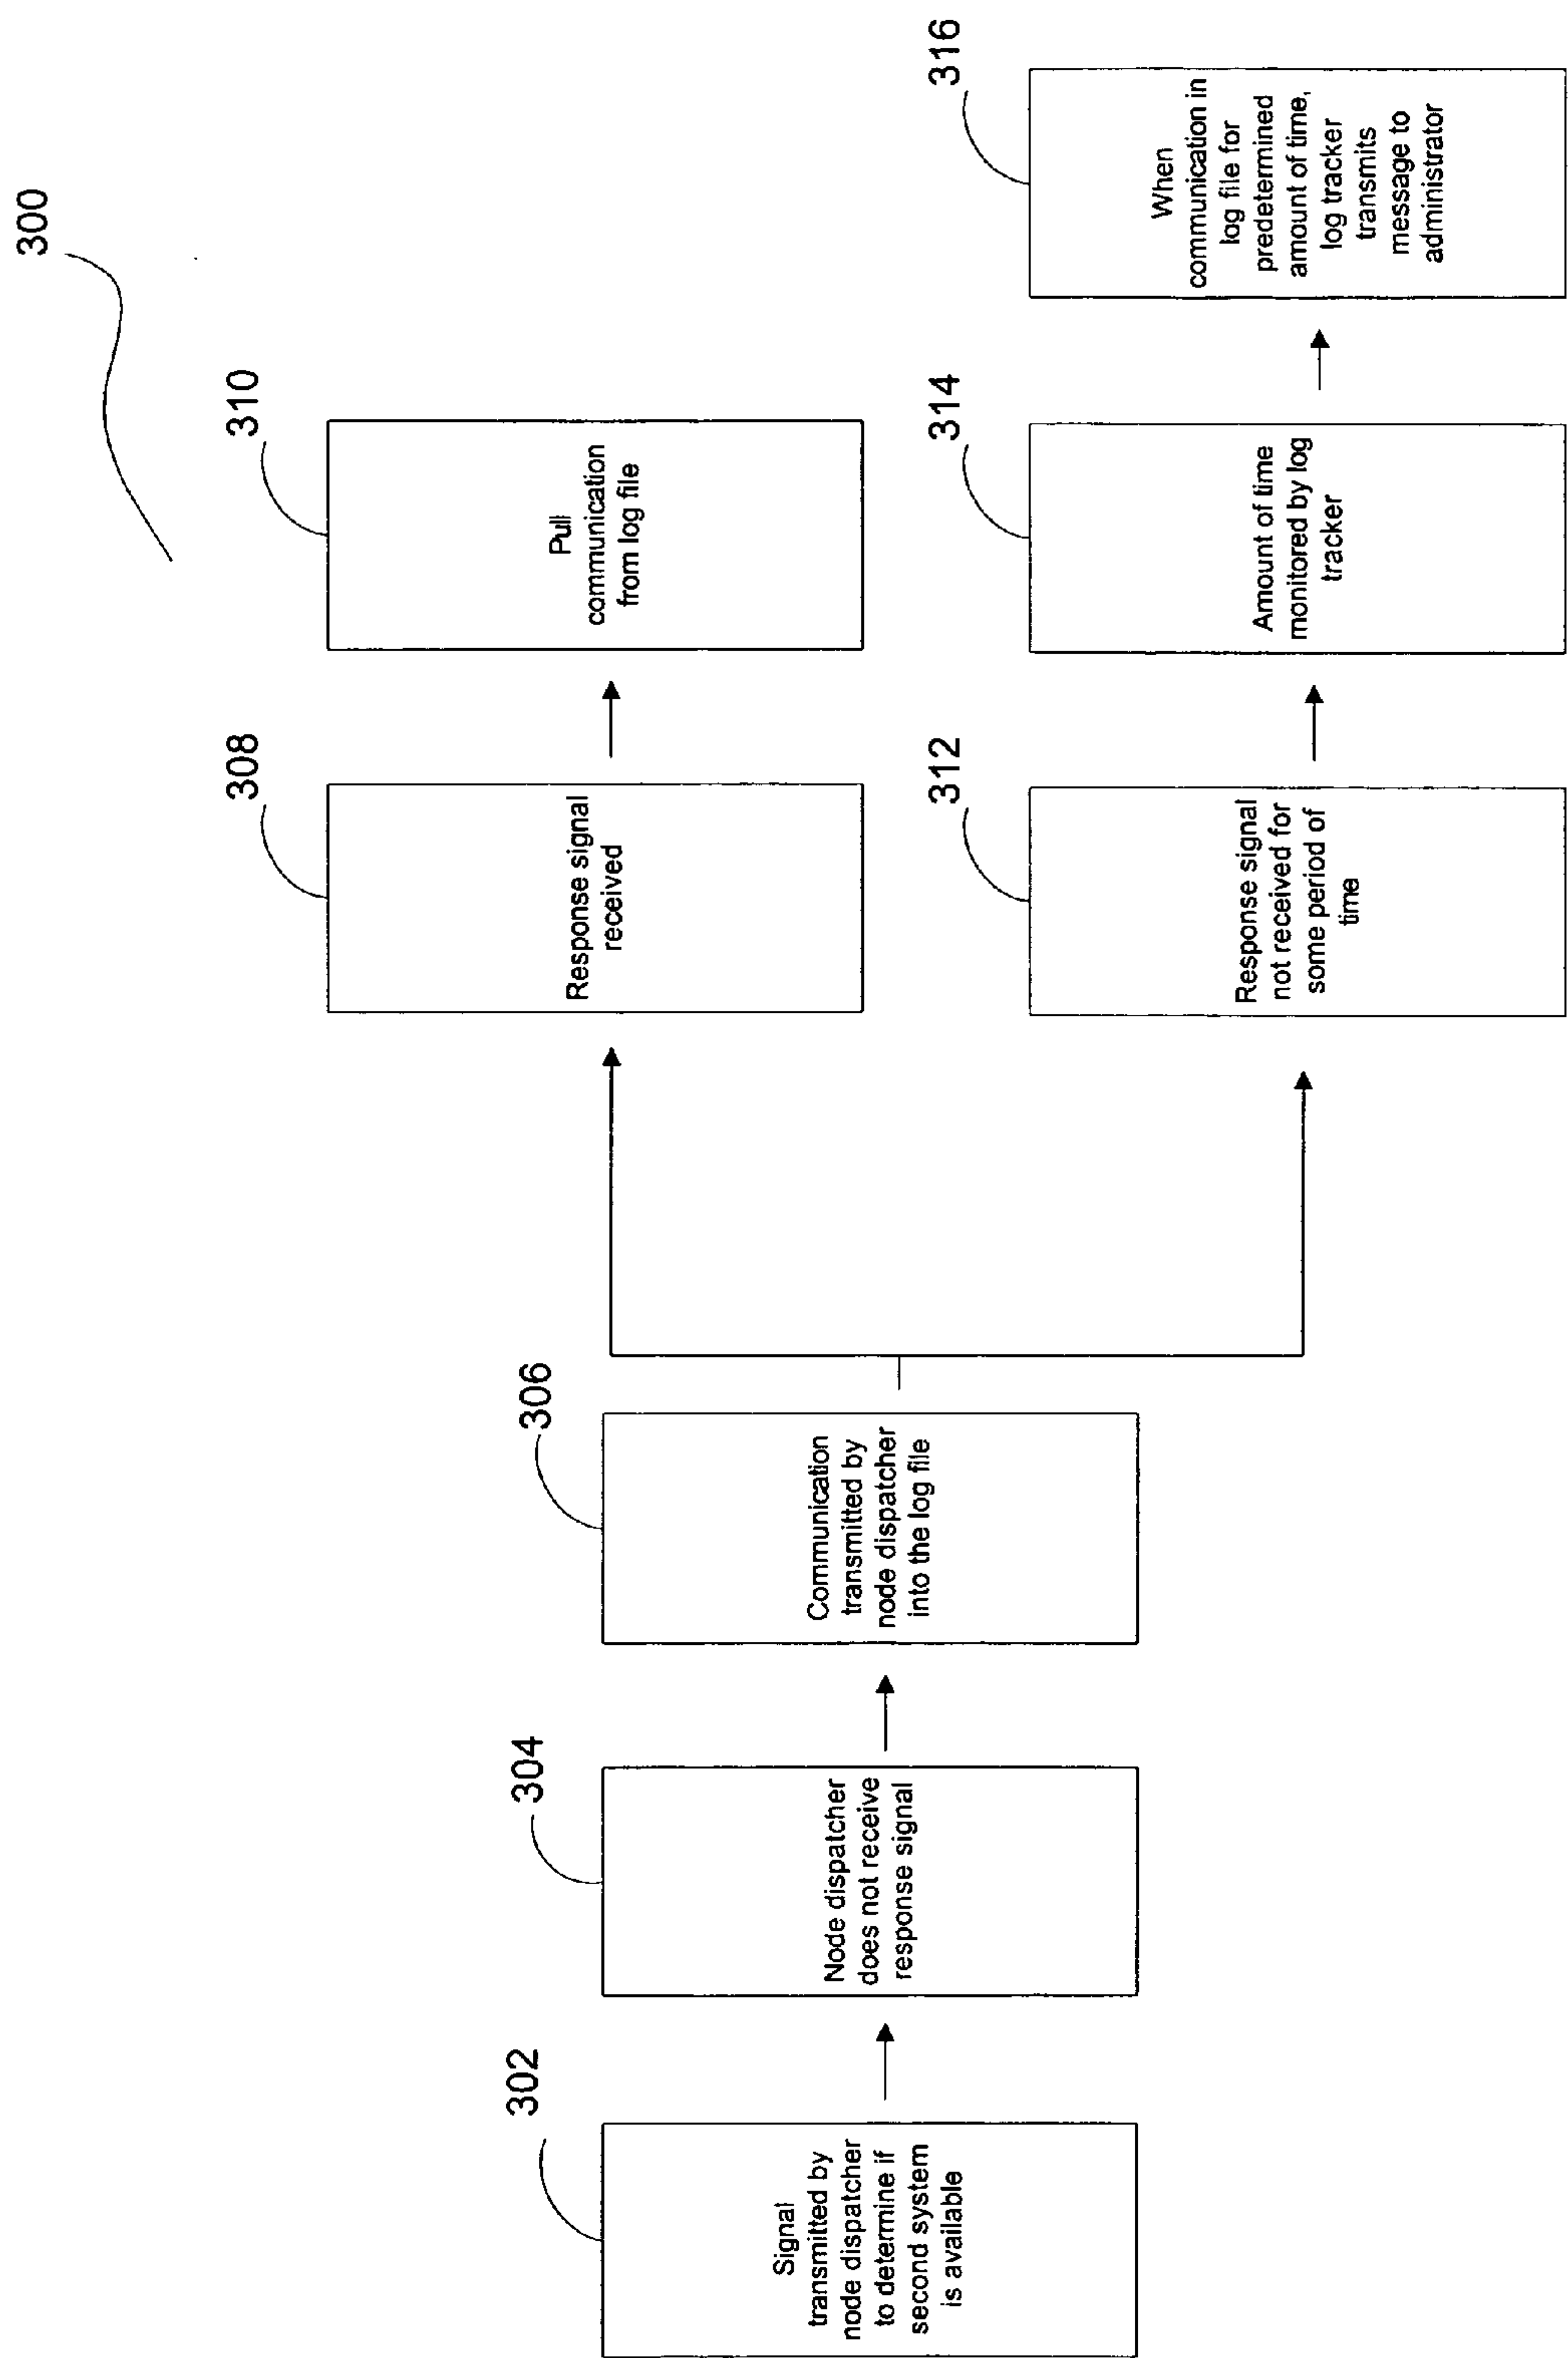 300
302
Signal
transmitted by
node dispatcher
to determine if
second system
is available
304
Node dispatcher
does not receive
response signal
306
Communication
transmitted by
node dispatcher
into the log file
308
Response signal
received
310
Pull
communication
from log file
312
Response signal
not received for
some period of
time
314
Amount of time
monitored by log
tracker
316
When
communication in
log file for
predetermined
amount of time,
log tracker
transmits
message to
administrator